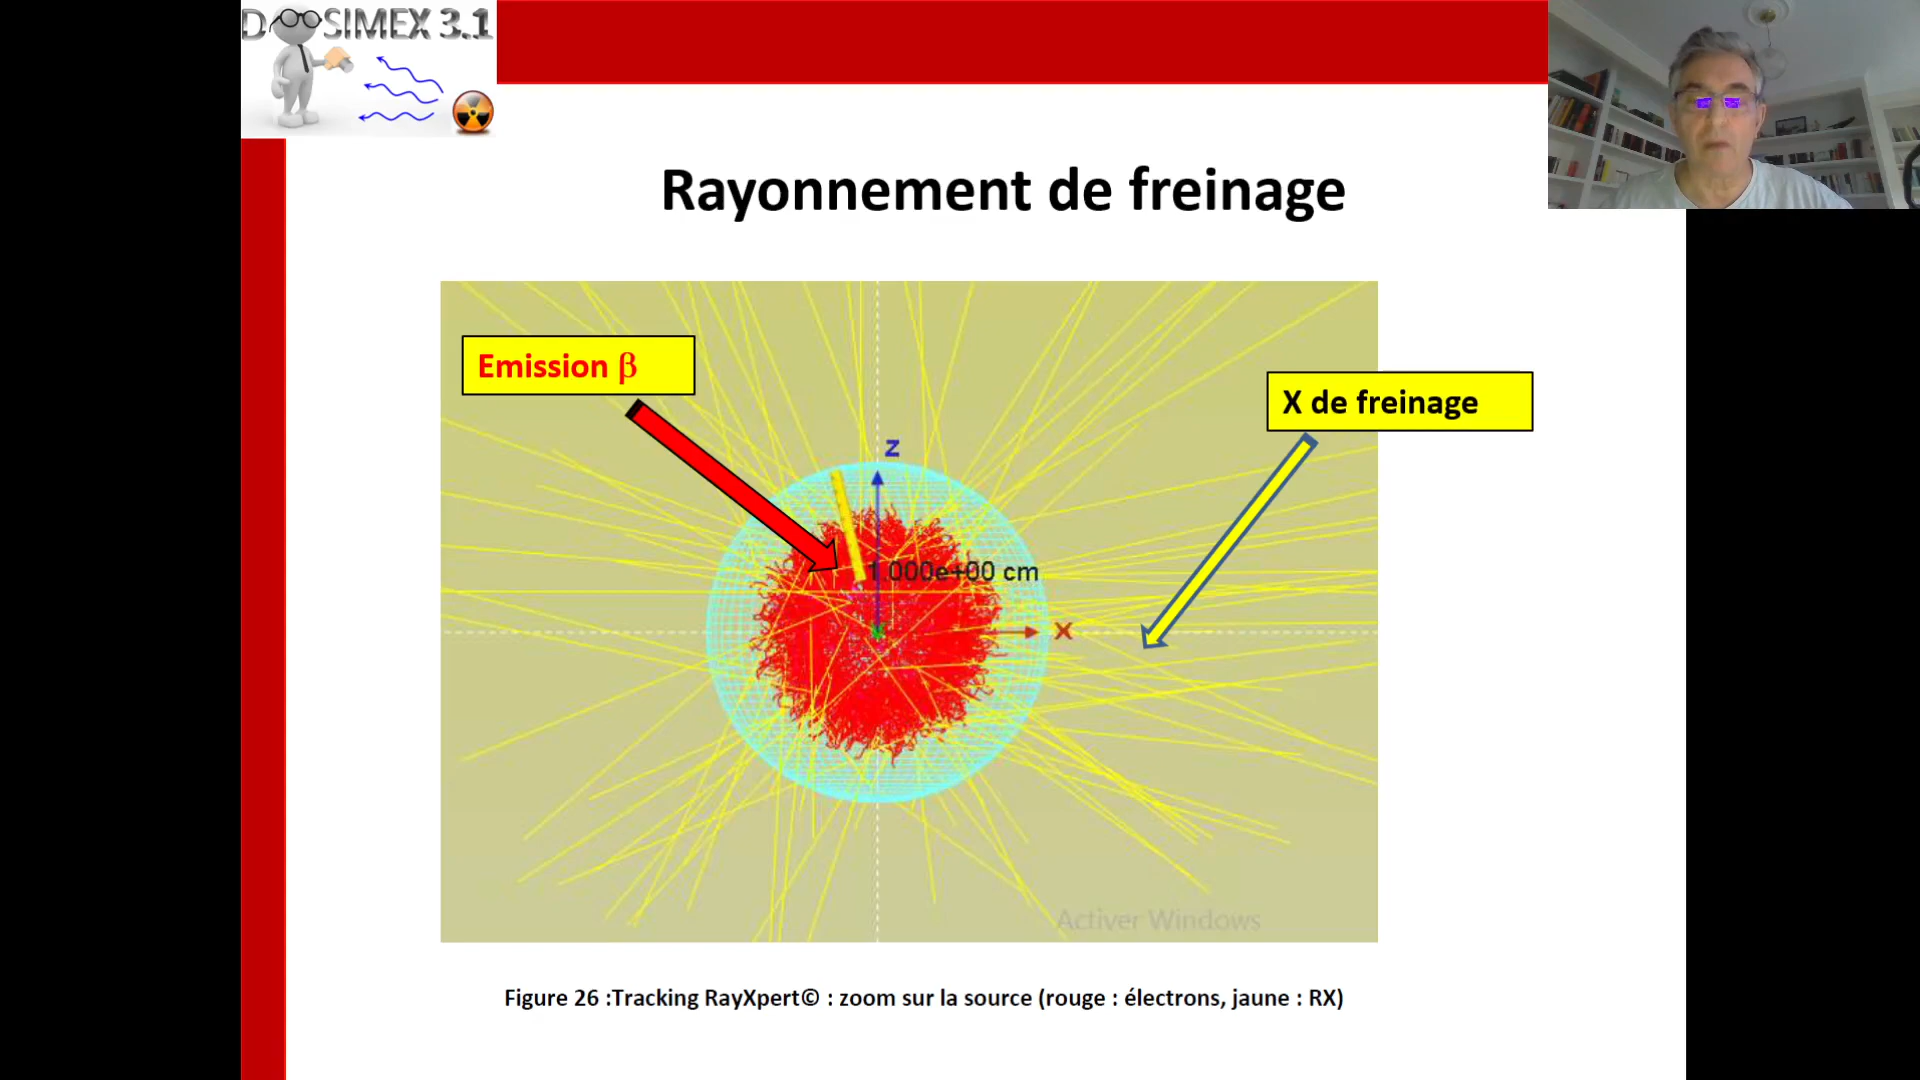 D SIMEX 3.1
Rayonnement de freinage
Emission β
X de freinage
Z
1.000e+00 cm
X
Activer Windows
Figure 26 :Tracking RayXpert© : zoom sur la source (rouge : électrons, jaune : RX)